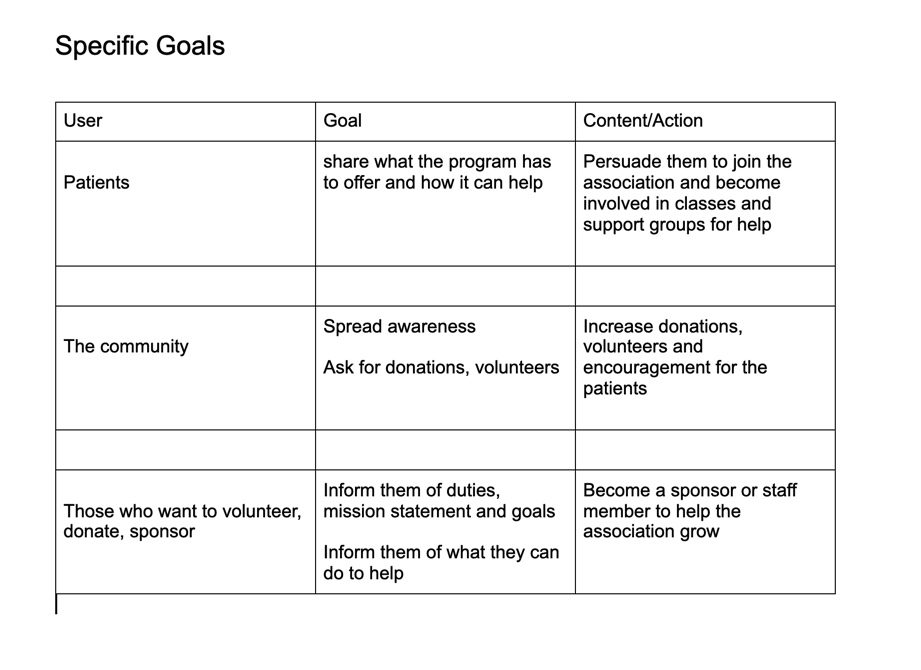 Specific Goals
User
Goal
Content/Action
Patients
share what the program has
to offer and how it can help
Persuade them to join the
association and become
involved in classes and
support groups for help
The community
Spread awareness
Ask for donations, volunteers
Increase donations,
volunteers and
encouragement for the
patients
Those who want to volunteer,
donate, sponsor
Inform them of duties,
mission statement and goals
Inform them of what they can
do to help
Become a sponsor or staff
member to help the
association grow